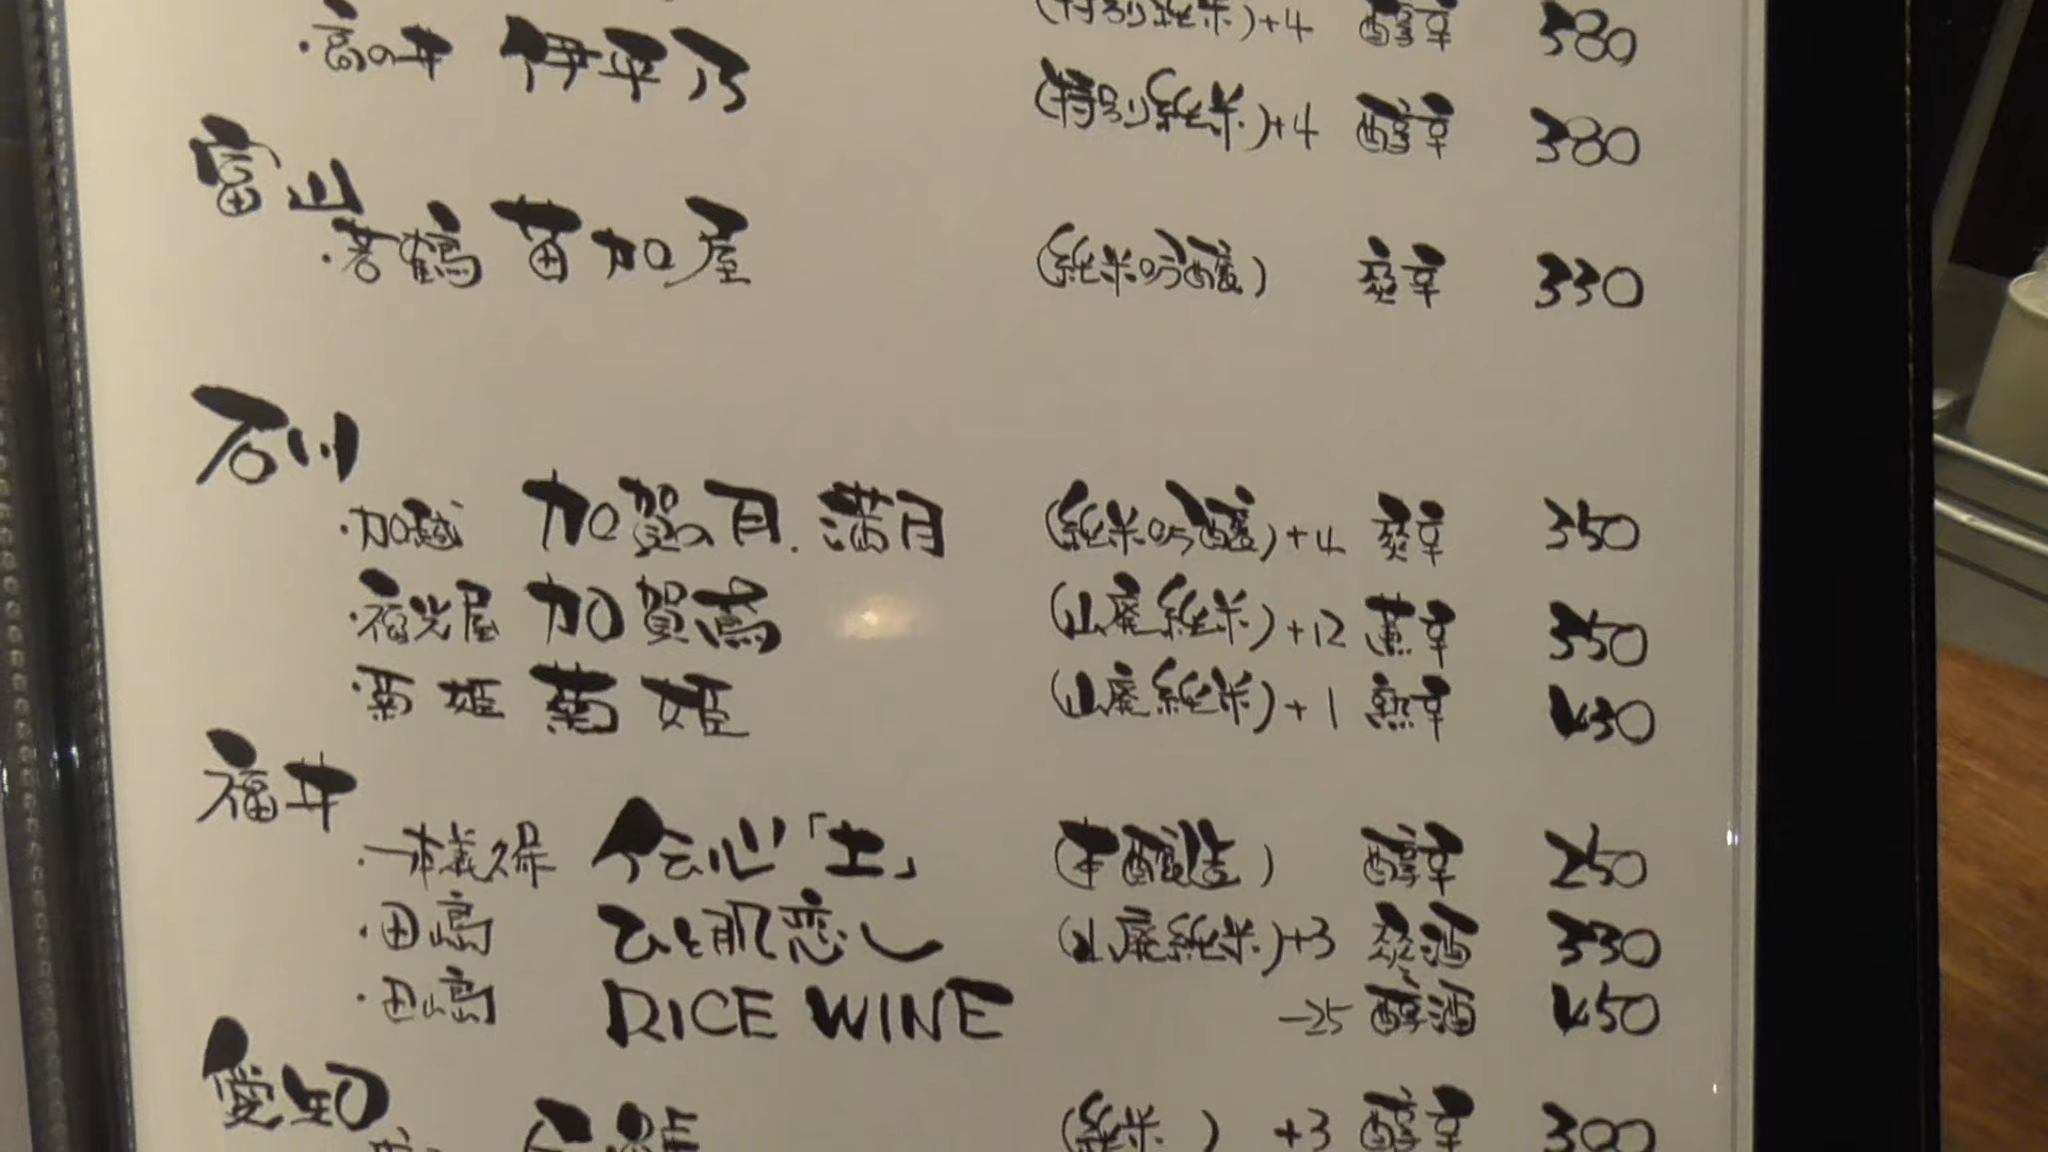 (特別純米)+4 醇辛 380
・高の井 伊平乃 (特別純米)+4 醇辛 380
富山
・若鶴 苗加屋 (純米吟醸) 爽辛 330
石川
・加越 加賀の月.満月 (純米吟醸)+4 爽辛 350
・福光屋 加賀鳶 (山廃純米)+12 薫辛 350
・菊姫 菊姫 (山廃純米)+1 熟辛 430
福井
・一本義久保 伝心「土」 (本醸造) 醇辛 250
・田嶋 ひと肌恋し (山廃純米)+3 爽酒 330
・田嶋 RICE WINE -25 醇酒 450
愛知
(純米 ) +3 醇辛 300